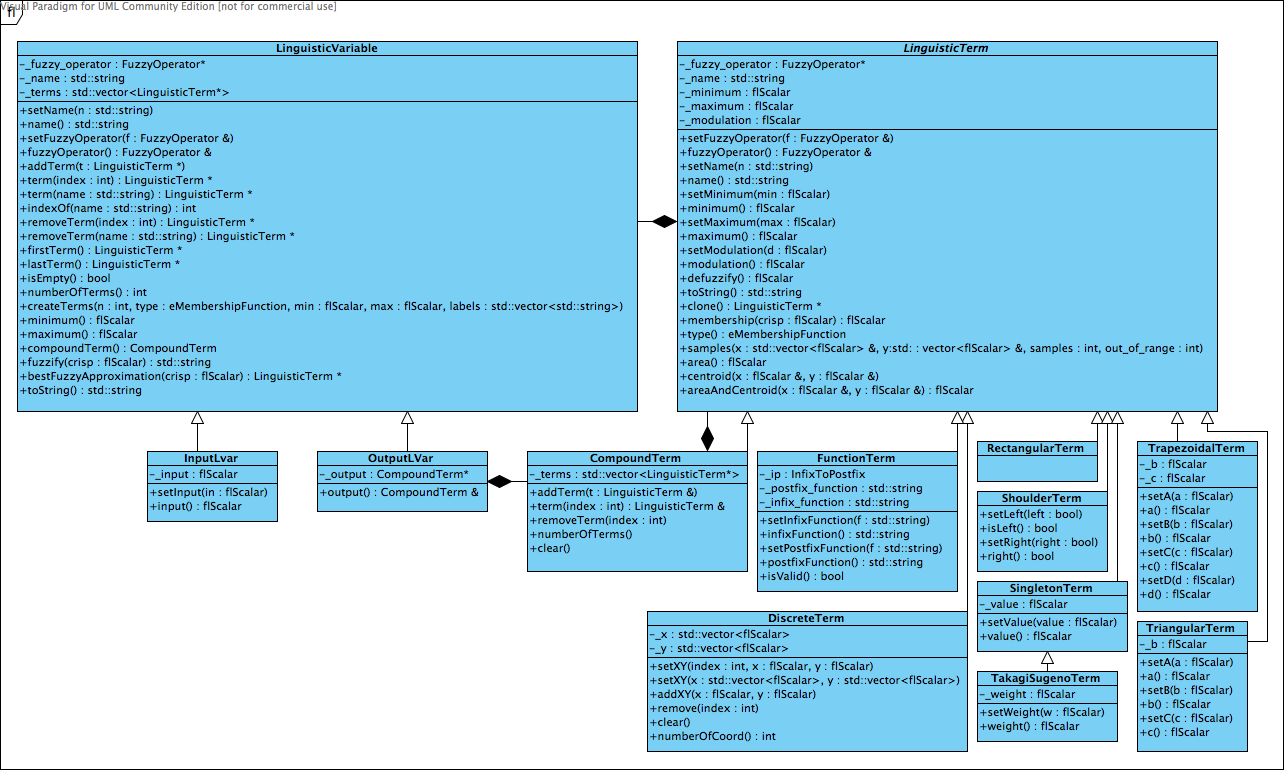 Visual Paradigm for UML Community Edition [not for commercial use]
fl
LinguisticVariable
-_fuzzy_operator : FuzzyOperator*
-_name : std::string
-_terms : std::vector<LinguisticTerm*>
+setName(n : std::string)
+name() : std::string
+setFuzzyOperator(f : FuzzyOperator &)
+fuzzyOperator() : FuzzyOperator &
+addTerm(t : LinguisticTerm *)
+term(index : int) : LinguisticTerm *
+term(name : std::string) : LinguisticTerm *
+indexOf(name : std::string) : int
+removeTerm(index : int) : LinguisticTerm *
+removeTerm(name : std::string) : LinguisticTerm *
+firstTerm() : LinguisticTerm *
+lastTerm() : LinguisticTerm *
+isEmpty() : bool
+numberOfTerms() : int
+createTerms(n : int, type : eMembershipFunction, min : flScalar, max : flScalar, labels : std::vector<std::string>)
+minimum() : flScalar
+maximum() : flScalar
+compoundTerm() : CompoundTerm
+fuzzify(crisp : flScalar) : std::string
+bestFuzzyApproximation(crisp : flScalar) : LinguisticTerm *
+toString() : std::string
LinguisticTerm
-_fuzzy_operator : FuzzyOperator*
-_name : std::string
-_minimum : flScalar
-_maximum : flScalar
-_modulation : flScalar
+setFuzzyOperator(f : FuzzyOperator &)
+fuzzyOperator() : FuzzyOperator &
+setName(n : std::string)
+name() : std::string
+setMinimum(min : flScalar)
+minimum() : flScalar
+setMaximum(max : flScalar)
+maximum() : flScalar
+setModulation(d : flScalar)
+modulation() : flScalar
+defuzzify() : flScalar
+toString() : std::string
+clone() : LinguisticTerm *
+membership(crisp : flScalar) : flScalar
+type() : eMembershipFunction
+samples(x : std::vector<flScalar> &, y:std: : vector<flScalar> &, samples : int, out_of_range : int)
+area() : flScalar
+centroid(x : flScalar &, y : flScalar &)
+areaAndCentroid(x : flScalar &, y : flScalar &) : flScalar
InputLvar
-_input : flScalar
+setInput(in : flScalar)
+input() : flScalar
OutputLVar
-_output : CompoundTerm*
+output() : CompoundTerm &
CompoundTerm
-_terms : std::vector<LinguisticTerm*>
+addTerm(t : LinguisticTerm &)
+term(index : int) : LinguisticTerm &
+removeTerm(index : int)
+numberOfTerms()
+clear()
FunctionTerm
-_ip : InfixToPostfix
-_postfix_function : std::string
-_infix_function : std::string
+setInfixFunction(f : std::string)
+infixFunction() : std::string
+setPostfixFunction(f : std::string)
+postfixFunction() : std::string
+isValid() : bool
RectangularTerm
ShoulderTerm
+setLeft(left : bool)
+isLeft() : bool
+setRight(right : bool)
+right() : bool
SingletonTerm
-_value : flScalar
+setValue(value : flScalar)
+value() : flScalar
TakagiSugenoTerm
-_weight : flScalar
+setWeight(w : flScalar)
+weight() : flScalar
TrapezoidalTerm
-_b : flScalar
-_c : flScalar
+setA(a : flScalar)
+a() : flScalar
+setB(b : flScalar)
+b() : flScalar
+setC(c : flScalar)
+c() : flScalar
+setD(d : flScalar)
+d() : flScalar
TriangularTerm
-_b : flScalar
+setA(a : flScalar)
+a() : flScalar
+setB(b : flScalar)
+b() : flScalar
+setC(c : flScalar)
+c() : flScalar
DiscreteTerm
-_x : std::vector<flScalar>
-_y : std::vector<flScalar>
+setXY(index : int, x : flScalar, y : flScalar)
+setXY(x : std::vector<flScalar>, y : std::vector<flScalar>)
+addXY(x : flScalar, y : flScalar)
+remove(index : int)
+clear()
+numberOfCoord() : int